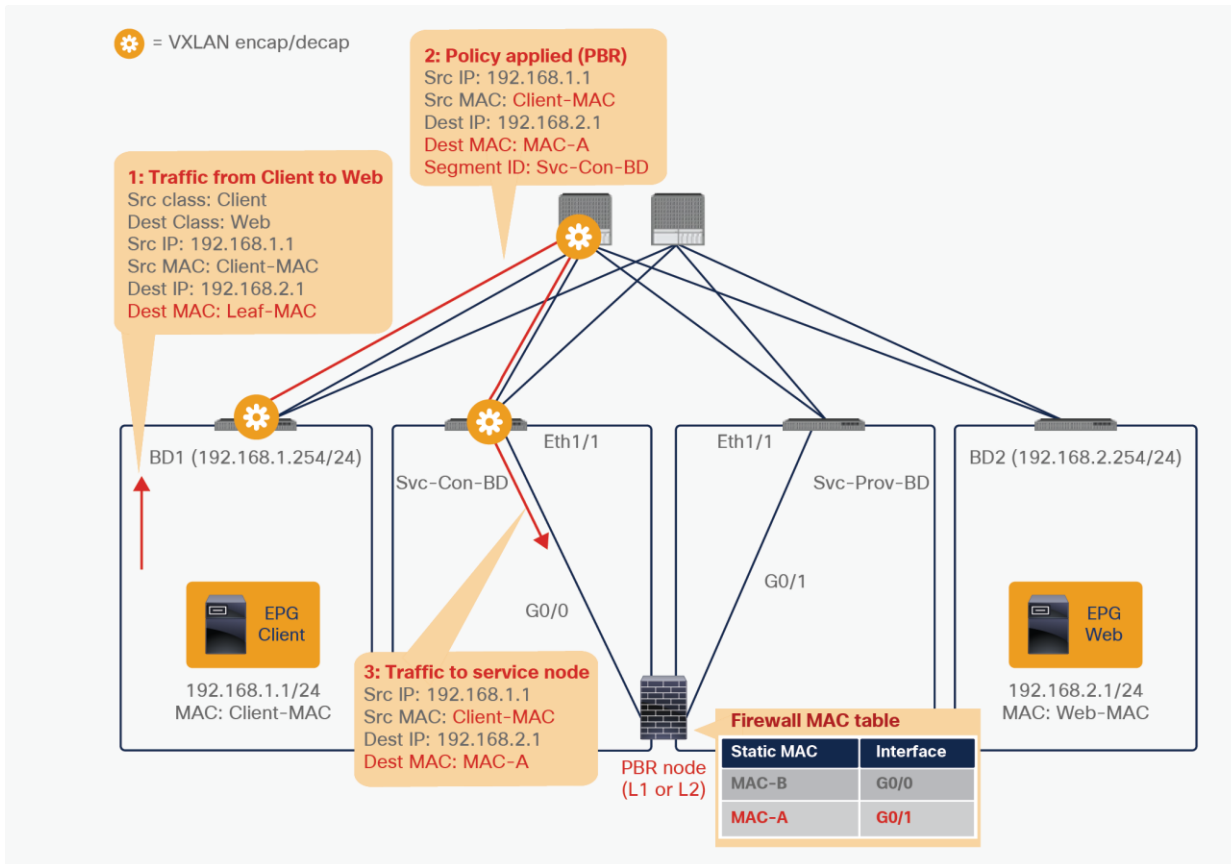 = VXLAN encap/decap
2: Policy applied (PBR)
Src IP: 192.168.1.1
Src MAC: Client-MAC
Dest IP: 192.168.2.1
Dest MAC: MAC-A
Segment ID: Svc-Con-BD
1: Traffic from Client to Web
Src class: Client
Dest Class: Web
Src IP: 192.168.1.1
Src MAC: Client-MAC
Dest IP: 192.168.2.1
Dest MAC: Leaf-MAC
Eth1/1
Eth1/1
BD1 (192.168.1.254/24)
Svc-Con-BD
Svc-Prov-BD
BD2 (192.168.2.254/24)
G0/0
G0/1
EPG
Client
192.168.1.1/24
MAC: Client-MAC
3: Traffic to service node
Src IP: 192.168.1.1
Src MAC: Client-MAC
Dest IP: 192.168.2.1
Dest MAC: MAC-A
PBR node
(L1 or L2)
EPG
Web
192.168.2.1/24
MAC: Web-MAC
Firewall MAC table
Static MAC Interface
MAC-B G0/0
MAC-A G0/1